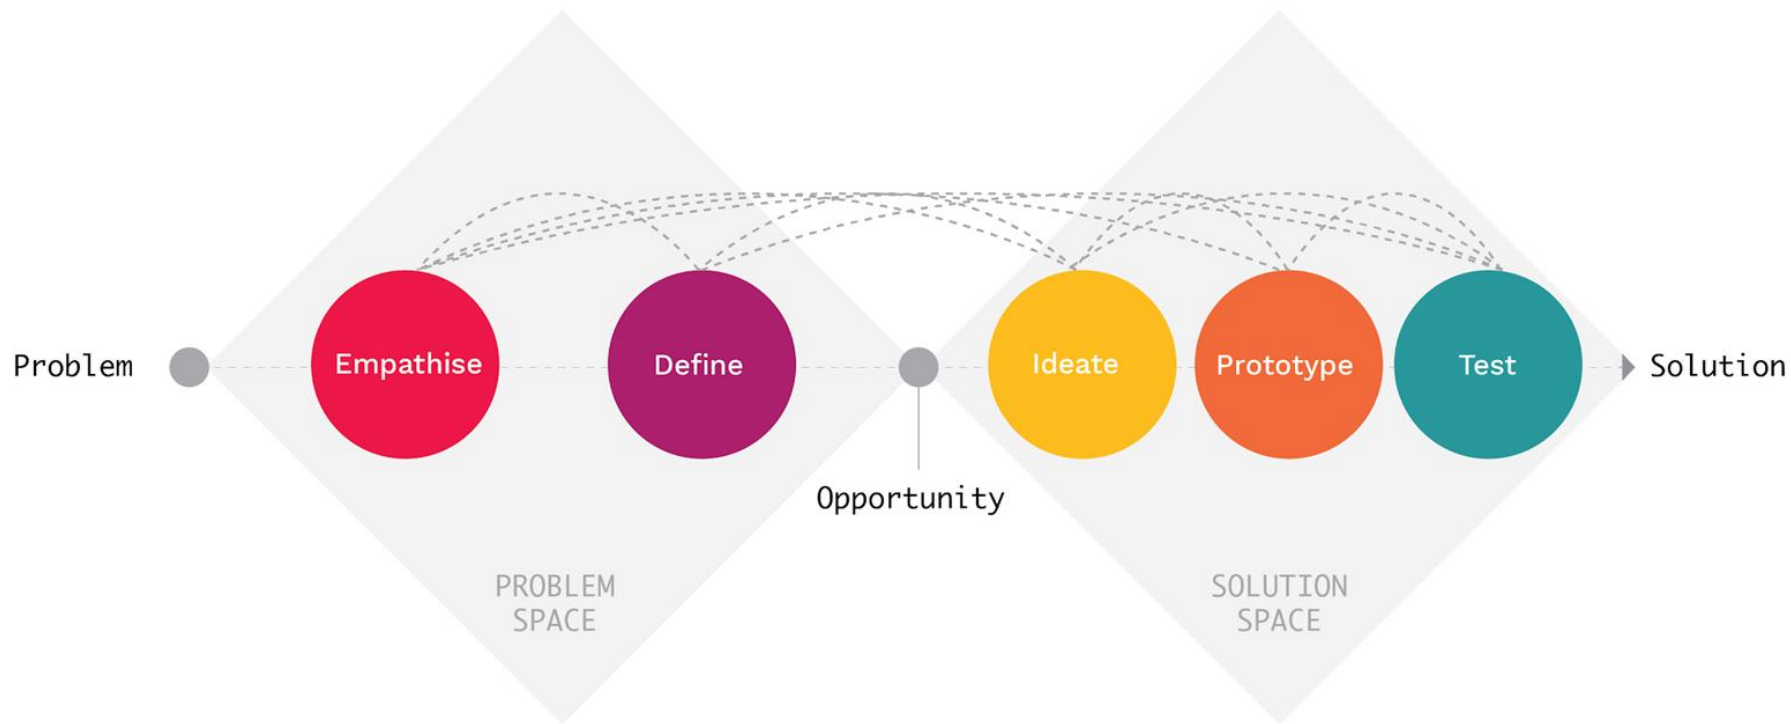 Problem
Empathise
Define
Ideate
Prototype
Test
Solution
Opportunity
PROBLEM
SPACE
SOLUTION
SPACE